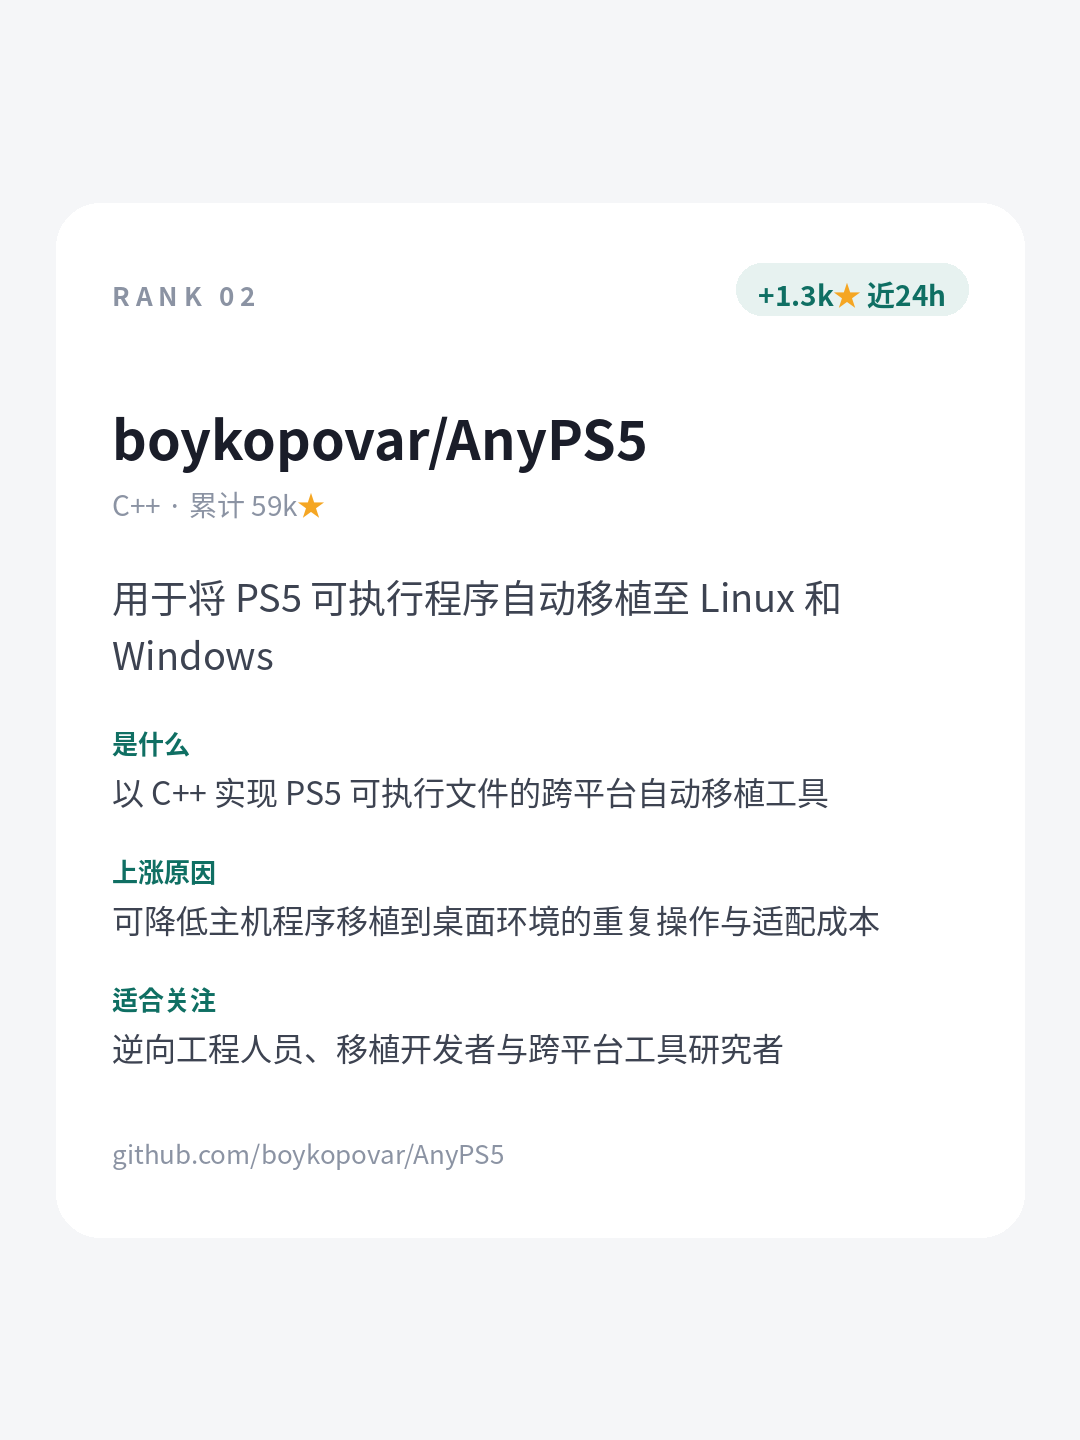 RANK 02
+1.3k★ 近24h
boykopovar/AnyPS5
C++ · 累计 59k★
用于将 PS5 可执行程序自动移植至 Linux 和
Windows
是什么
以 C++ 实现 PS5 可执行文件的跨平台自动移植工具
上涨原因
可降低主机程序移植到桌面环境的重复操作与适配成本
适合关注
逆向工程人员、移植开发者与跨平台工具研究者
github.com/boykopovar/AnyPS5